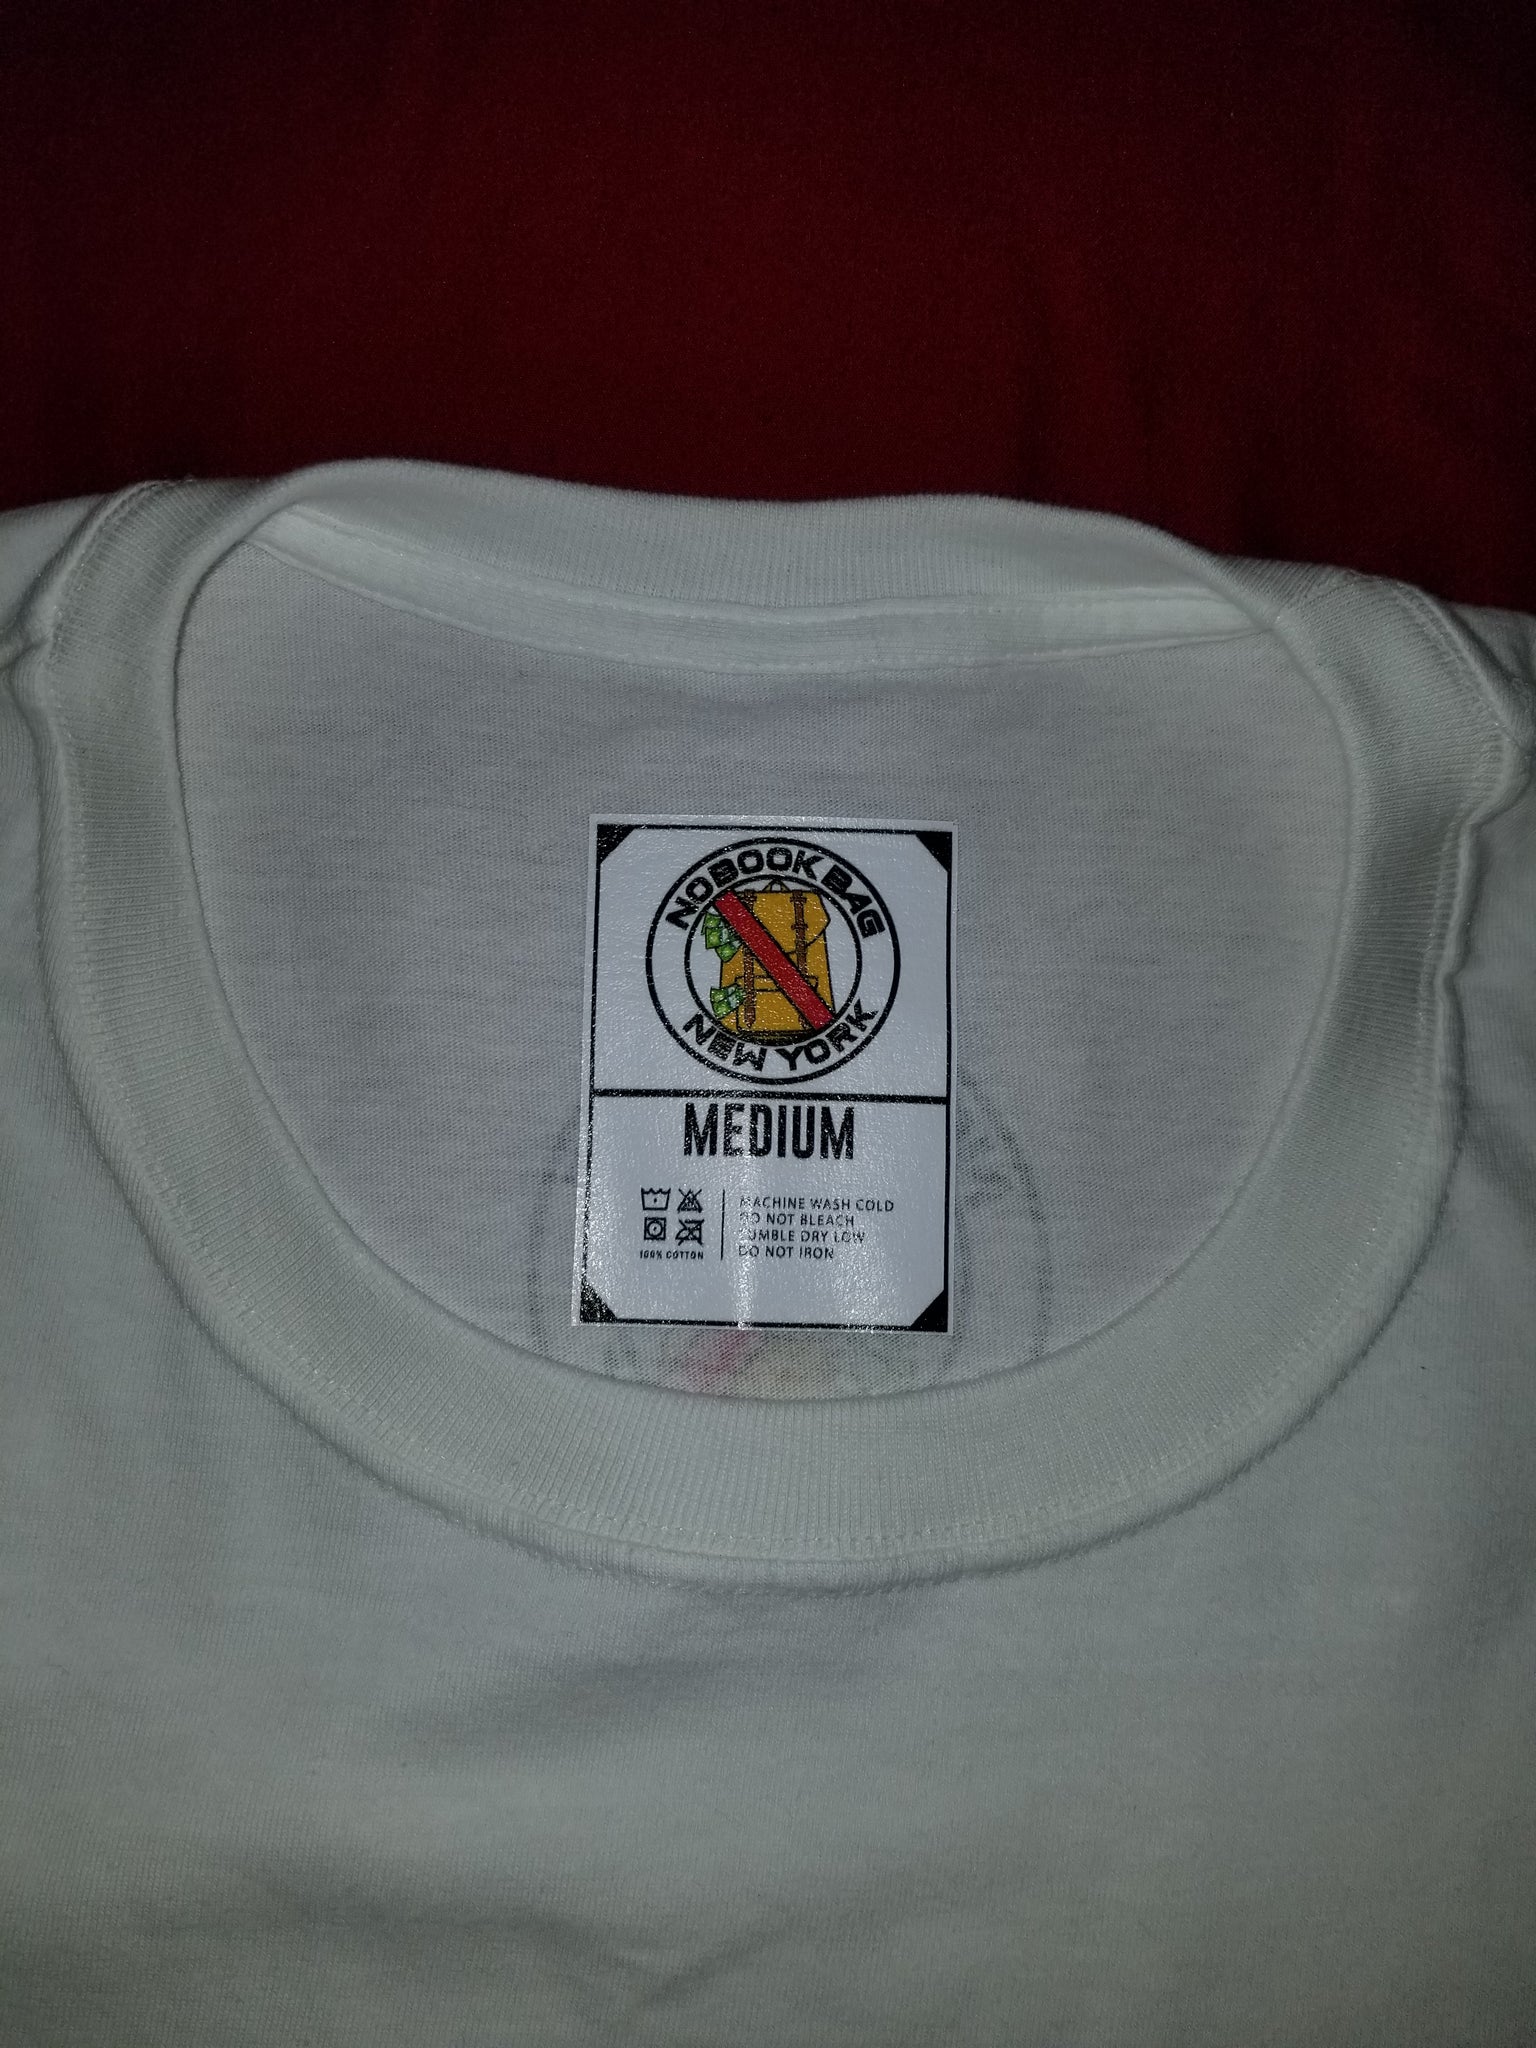 NOBOOK BAG
NEW YORK
MEDIUM
MACHINE WASH COLD
DO NOT BLEACH
TUMBLE DRY LOW
DO NOT IRON
100% COTTON